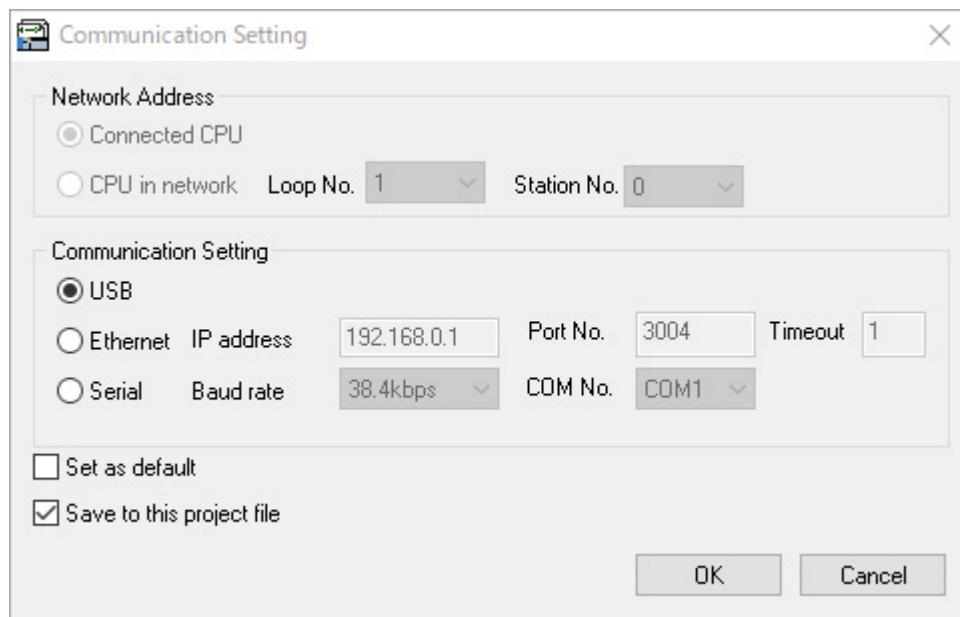 Communication Setting
Network Address
Connected CPU
CPU in network Loop No. 1 Station No. 0
Communication Setting
USB
Ethernet IP address 192.168.0.1 Port No. 3004 Timeout 1
Serial Baud rate 38.4kbps COM No. COM1
Set as default
Save to this project file
OK Cancel